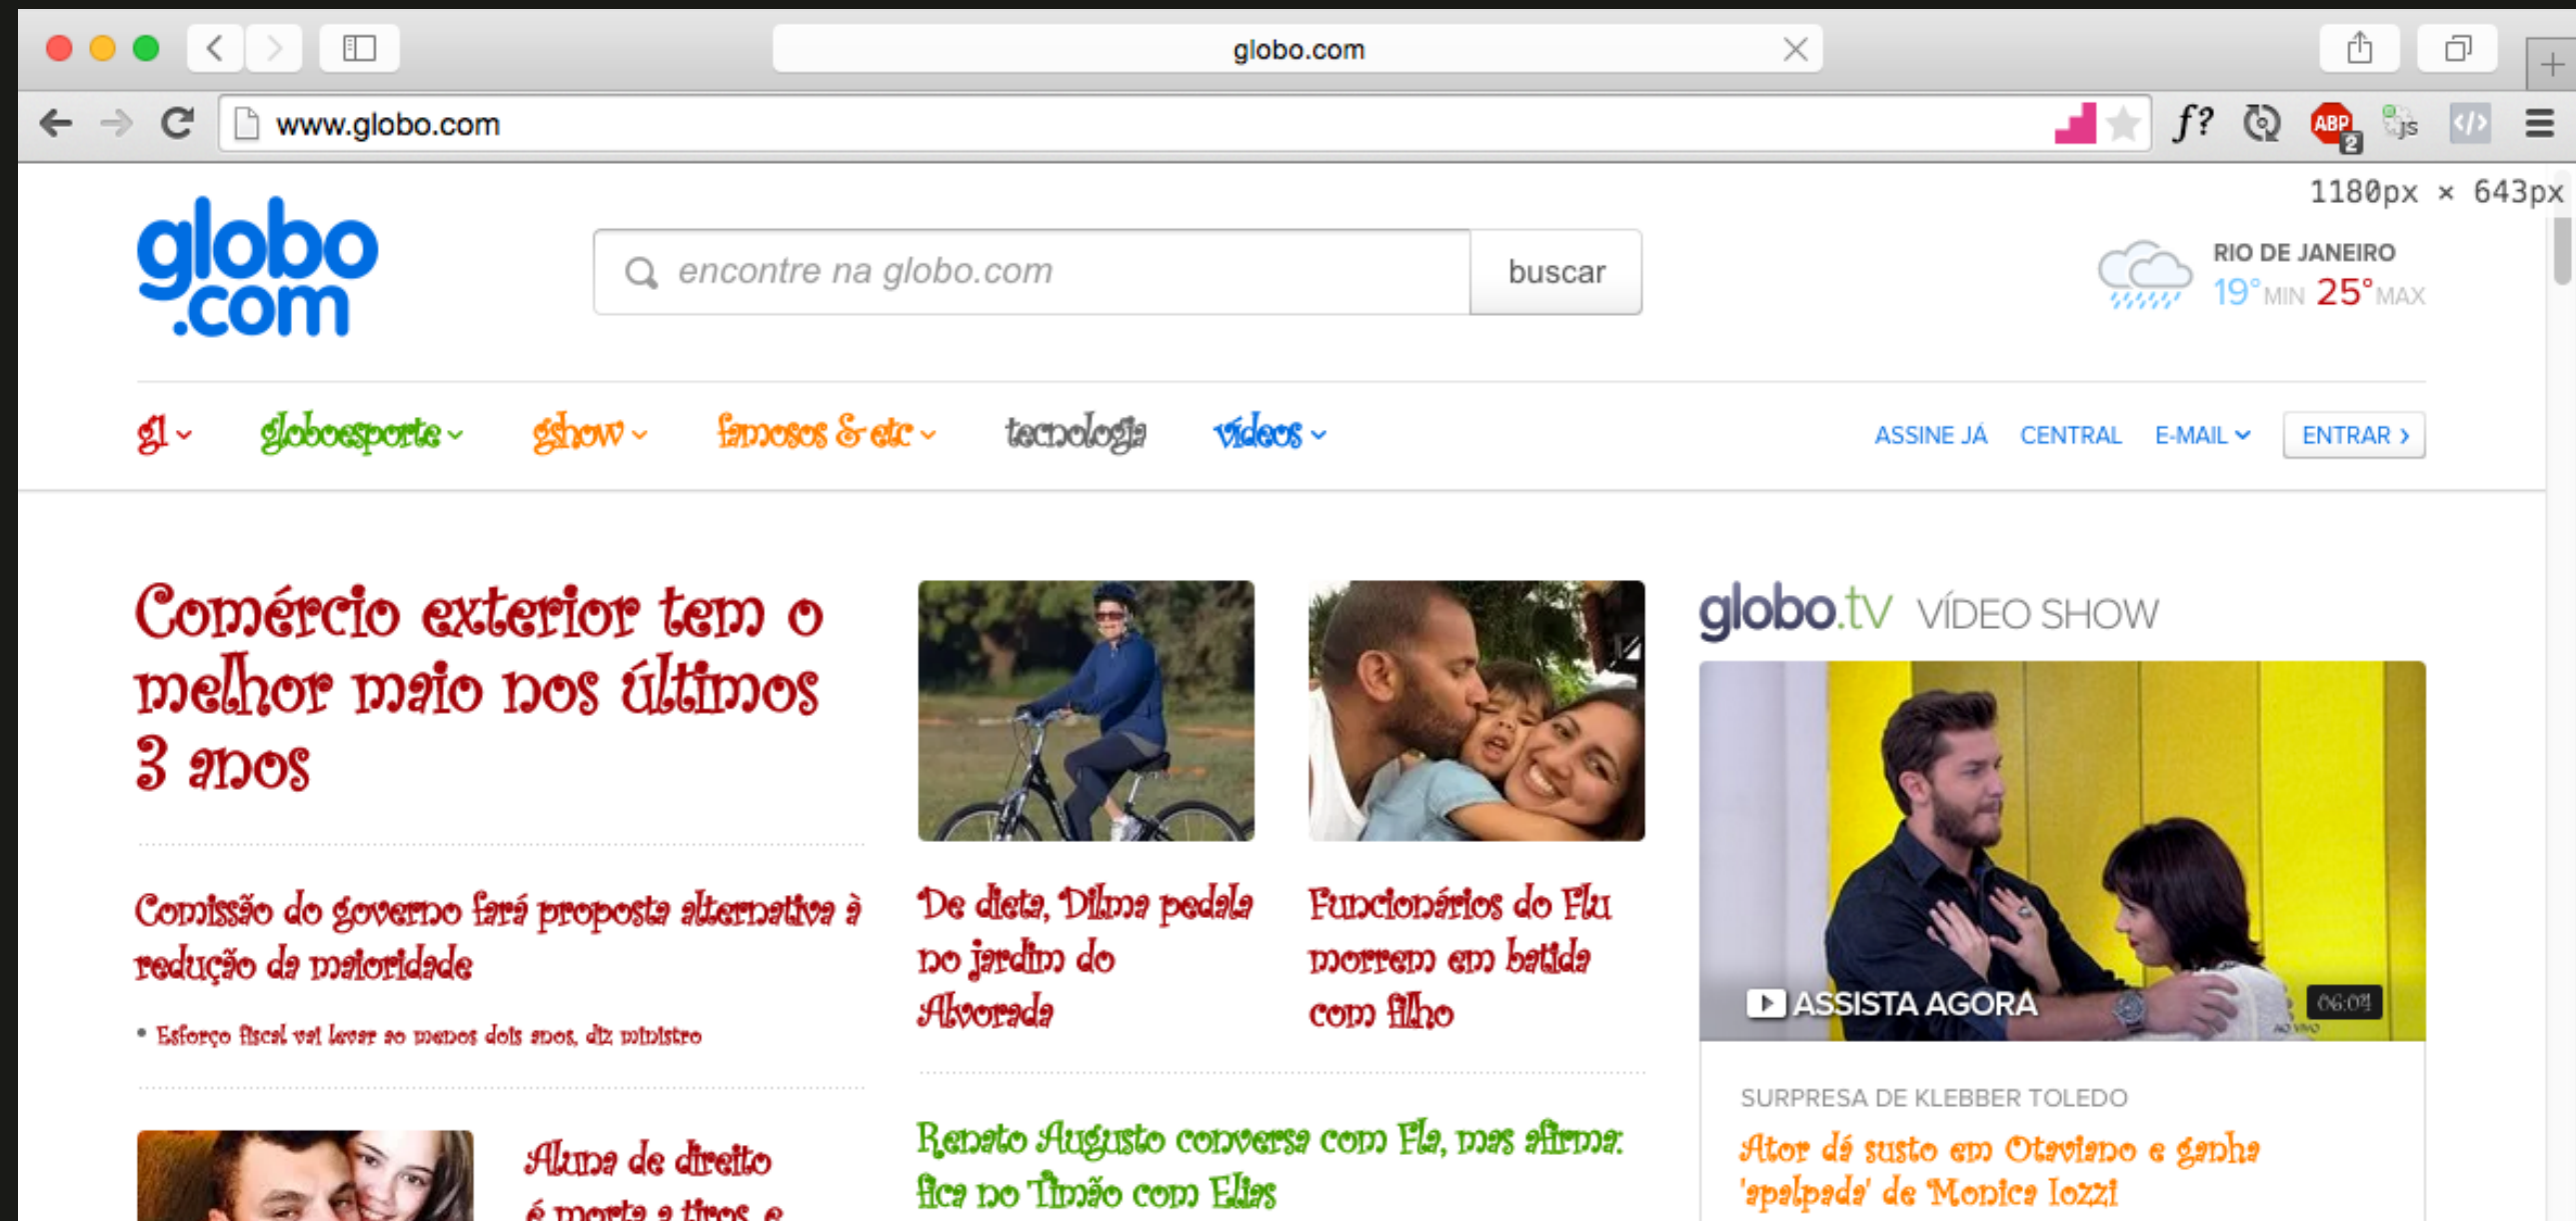 globo.com
www.globo.com
f?
ABP
2
js
</>
1180px × 643px
globo
.com
encontre na globo.com
buscar
RIO DE JANEIRO
19° MIN 25° MAX
g1
globoesporte
gshow
famosos & etc
tecnologia
vídeos
ASSINE JÁ
CENTRAL
E-MAIL
ENTRAR
Comércio exterior tem o
melhor maio nos últimos
3 anos
Comissão do governo fará proposta alternativa à
redução da maioridade
• Esforço fiscal vai levar ao menos dois anos, diz ministro
Aluna de direito
é morta a tiros e
De dieta, Dilma pedala
no jardim do
Alvorada
Funcionários do Flu
morrem em batida
com filho
Renato Augusto conversa com Fla, mas afirma:
fica no Timão com Elias
globo.tv VÍDEO SHOW
ASSISTA AGORA
06:04
AO VIVO
SURPRESA DE KLEBBER TOLEDO
Ator dá susto em Otaviano e ganha
'apalpada' de Monica Iozzi